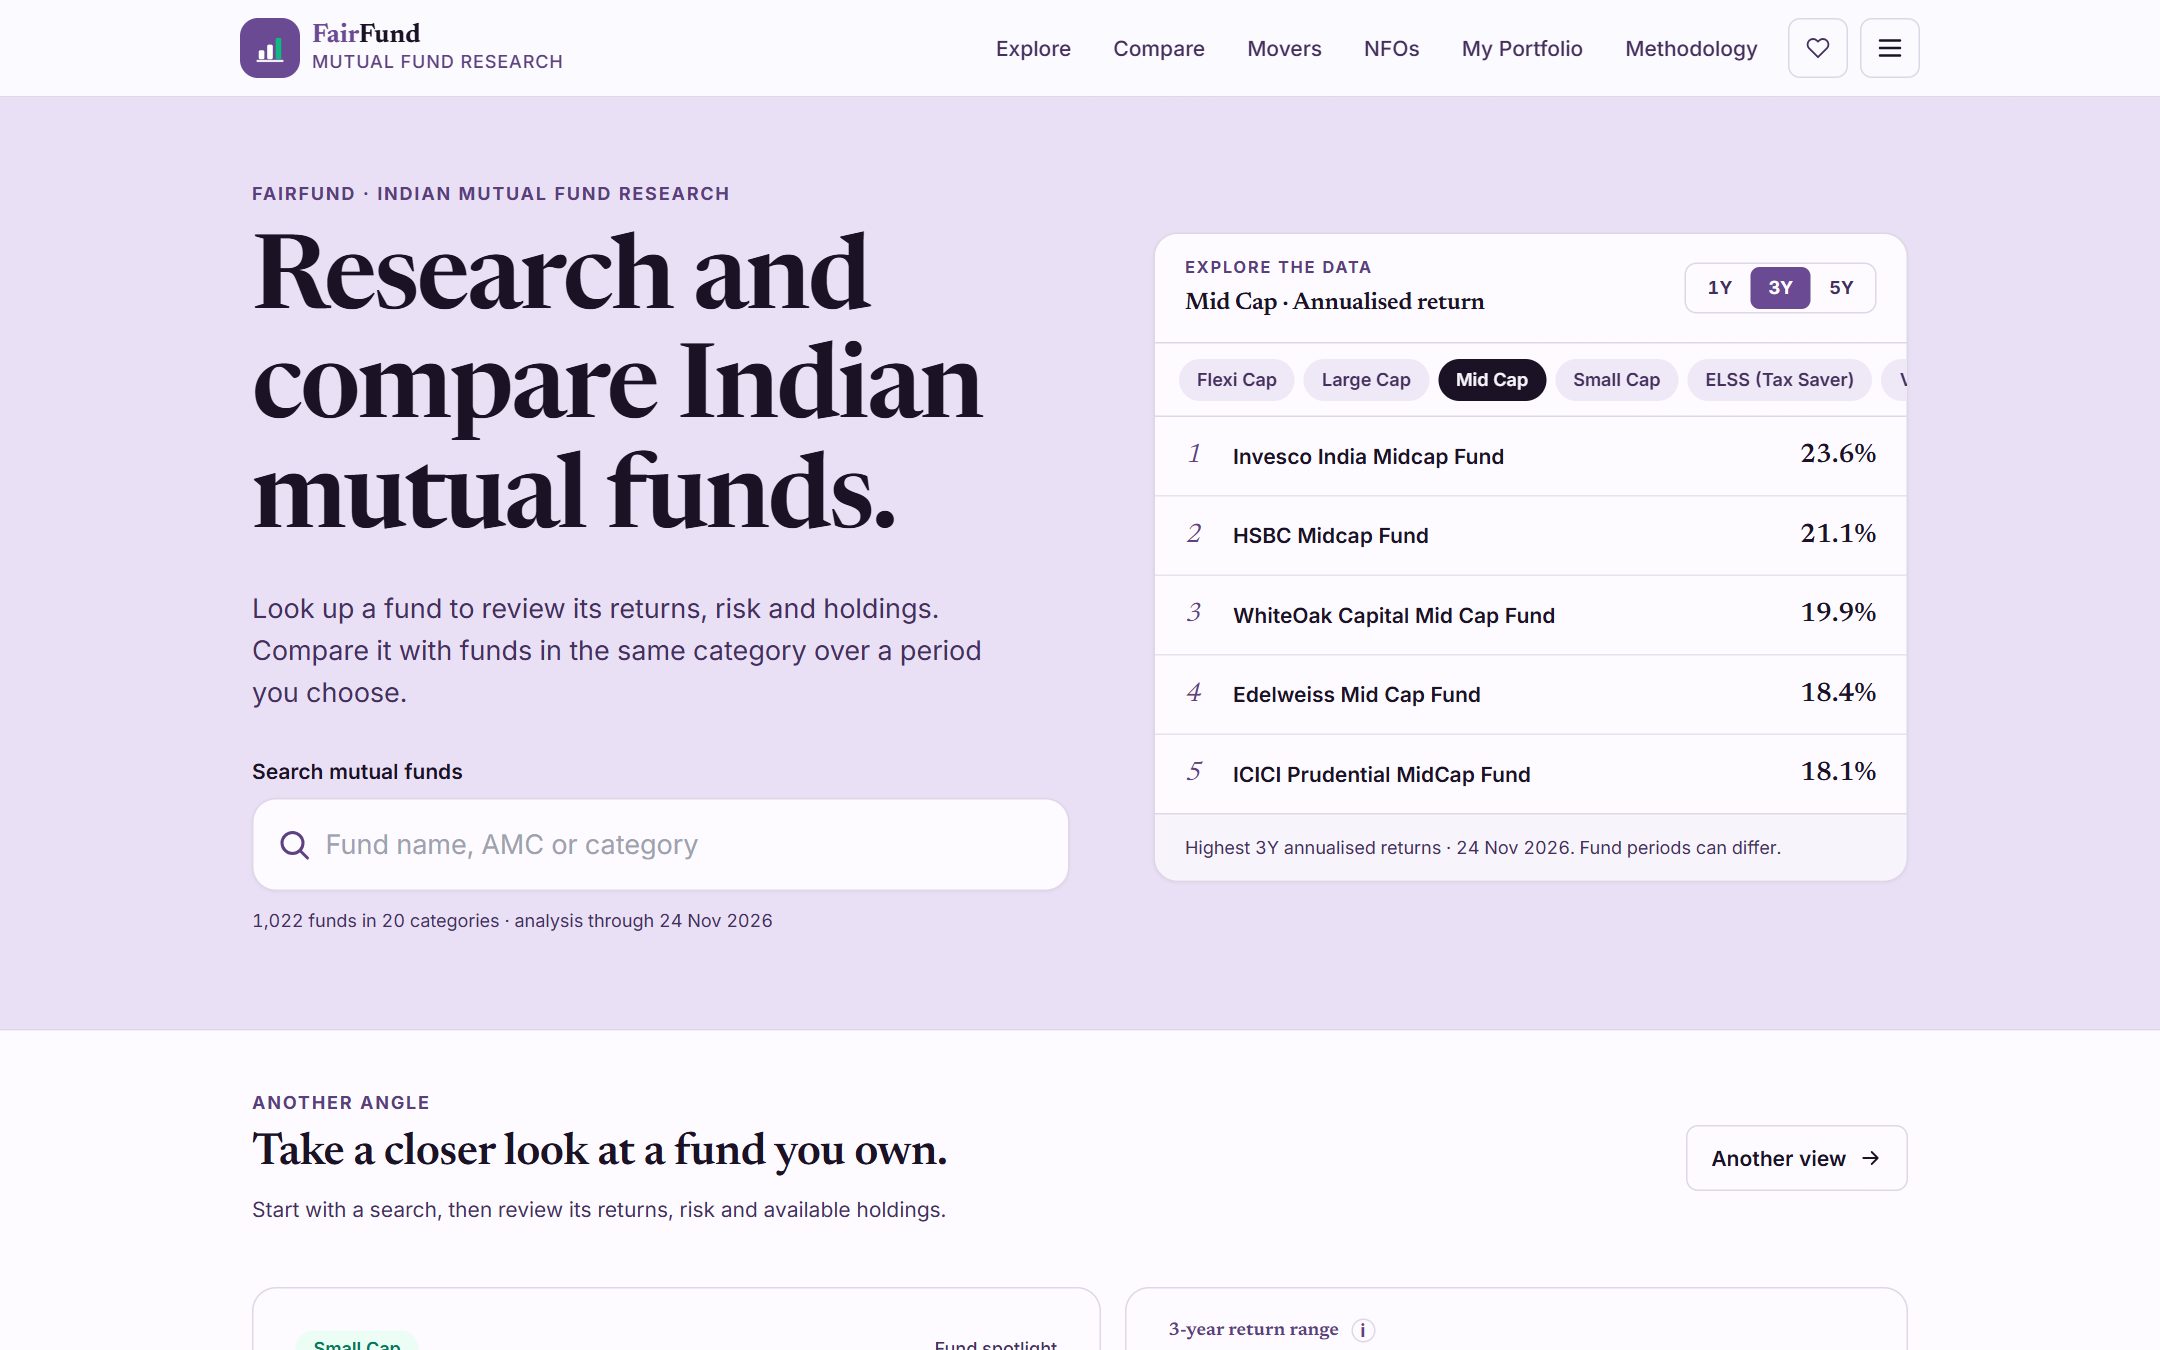 FairFund
MUTUAL FUND RESEARCH
Explore
Compare
Movers
NFOs
My Portfolio
Methodology
FAIRFUND · INDIAN MUTUAL FUND RESEARCH
Research and
compare Indian
mutual funds.
Look up a fund to review its returns, risk and holdings.
Compare it with funds in the same category over a period
you choose.
Search mutual funds
Fund name, AMC or category
1,022 funds in 20 categories · analysis through 24 Nov 2026
EXPLORE THE DATA
Mid Cap · Annualised return
1Y 3Y 5Y
Flexi Cap Large Cap Mid Cap Small Cap ELSS (Tax Saver)
1 Invesco India Midcap Fund 23.6%
2 HSBC Midcap Fund 21.1%
3 WhiteOak Capital Mid Cap Fund 19.9%
4 Edelweiss Mid Cap Fund 18.4%
5 ICICI Prudential MidCap Fund 18.1%
Highest 3Y annualised returns · 24 Nov 2026. Fund periods can differ.
ANOTHER ANGLE
Take a closer look at a fund you own.
Start with a search, then review its returns, risk and available holdings.
Another view →
Small Cap
Fund spotlight
3-year return range i